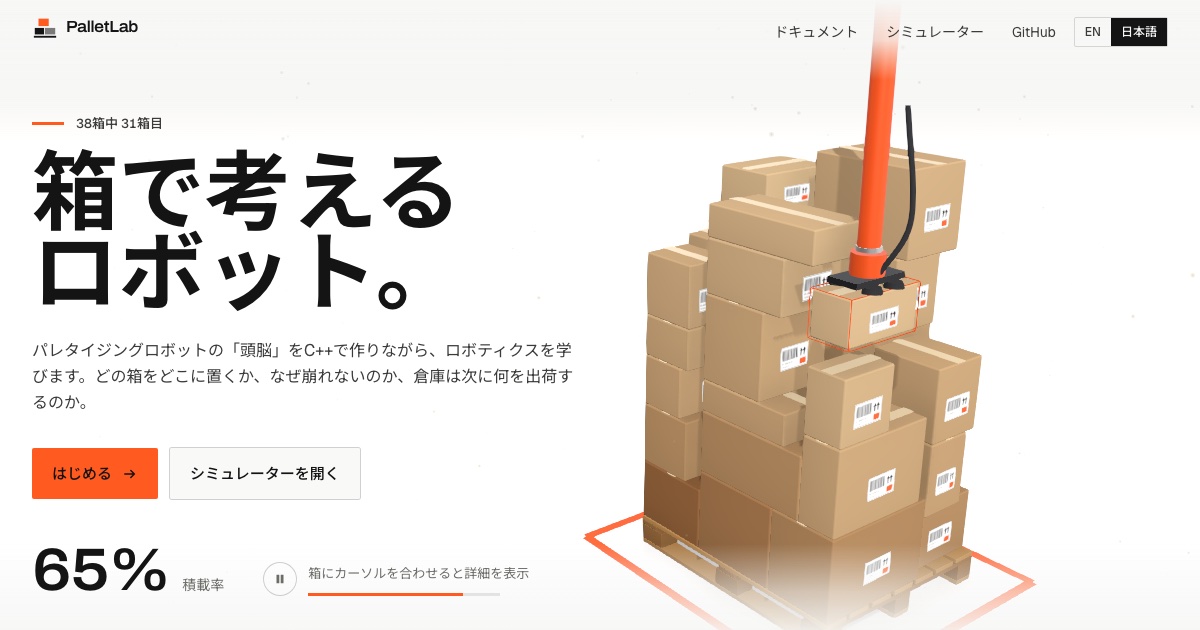 PalletLab
ドキュメント
シミュレーター
GitHub
EN
日本語
38箱中 31箱目
箱で考える
ロボット。
パレタイジングロボットの「頭脳」をC++で作りながら、ロボティクスを学
びます。どの箱をどこに置くか、なぜ崩れないのか、倉庫は次に何を出荷す
るのか。
はじめる →
シミュレーターを開く
65% 積載率
箱にカーソルを合わせると詳細を表示